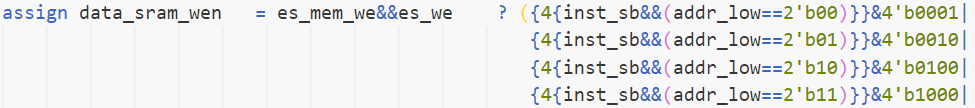 assign data_sram_wen   = es_mem_we&&es_we    ? ({4{inst_sb&&(addr_low==2'b00)}}&4'b0001|
{4{inst_sb&&(addr_low==2'b01)}}&4'b0010|
{4{inst_sb&&(addr_low==2'b10)}}&4'b0100|
{4{inst_sb&&(addr_low==2'b11)}}&4'b1000|